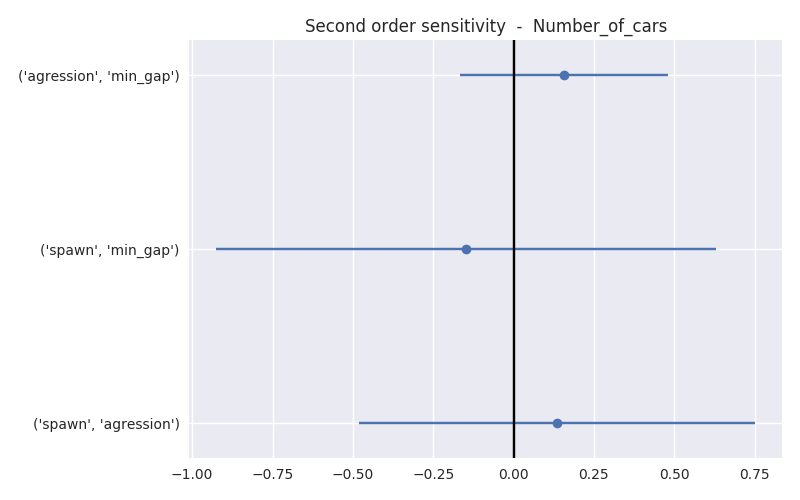 Second order sensitivity - Number_of_cars
('agression', 'min_gap')
('spawn', 'min_gap')
('spawn', 'agression')
−1.00 −0.75 −0.50 −0.25 0.00 0.25 0.50 0.75